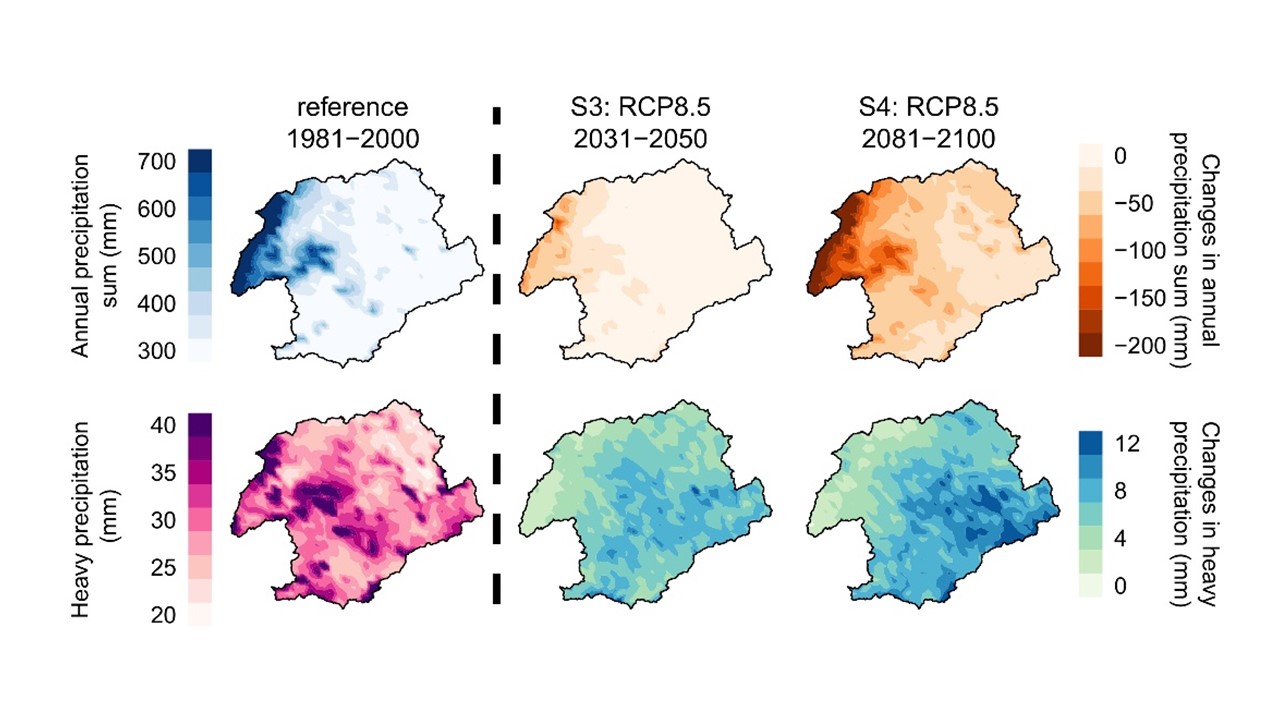 reference
1981−2000
S3: RCP8.5
2031−2050
S4: RCP8.5
2081−2100
Annual precipitation
sum (mm)
700
600
500
400
300
0
−50
−100
−150
−200
Changes in annual
precipitation sum (mm)
Heavy precipitation
(mm)
40
35
30
25
20
12
8
4
0
Changes in heavy
precipitation (mm)